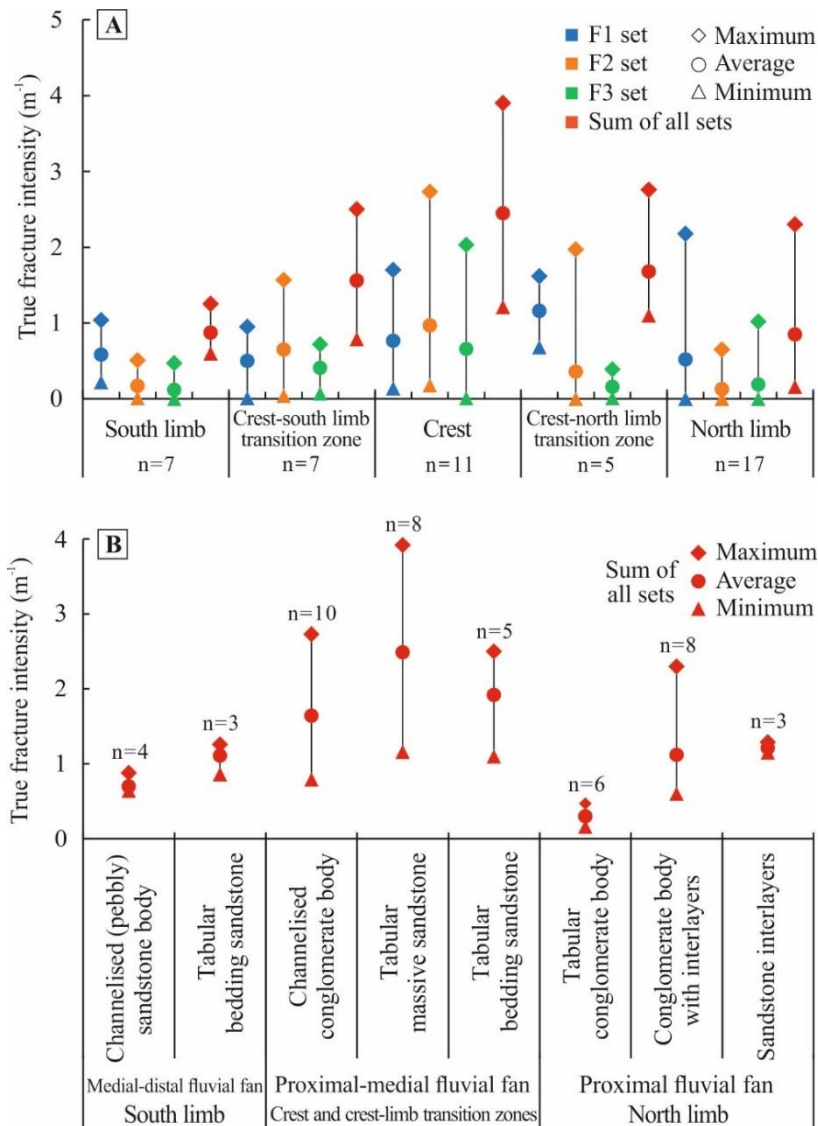 A
5
4
3
2
1
0
True fracture intensity (m⁻¹)
F1 set
F2 set
F3 set
Sum of all sets
Maximum
Average
Minimum
South limb
n=7
Crest-south limb
transition zone
n=7
Crest
n=11
Crest-north limb
transition zone
n=5
North limb
n=17
B
4
3
2
1
0
True fracture intensity (m⁻¹)
Sum of
all sets
Maximum
Average
Minimum
n=4
n=3
n=10
n=8
n=5
n=6
n=8
n=3
Channelised (pebbly)
sandstone body
Tabular
bedding sandstone
Channelised
conglomerate body
Tabular
massive sandstone
Tabular
bedding sandstone
Tabular
conglomerate body
Conglomerate body
with interlayers
Sandstone interlayers
Medial-distal fluvial fan
South limb
Proximal-medial fluvial fan
Crest and crest-limb transition zones
Proximal fluvial fan
North limb